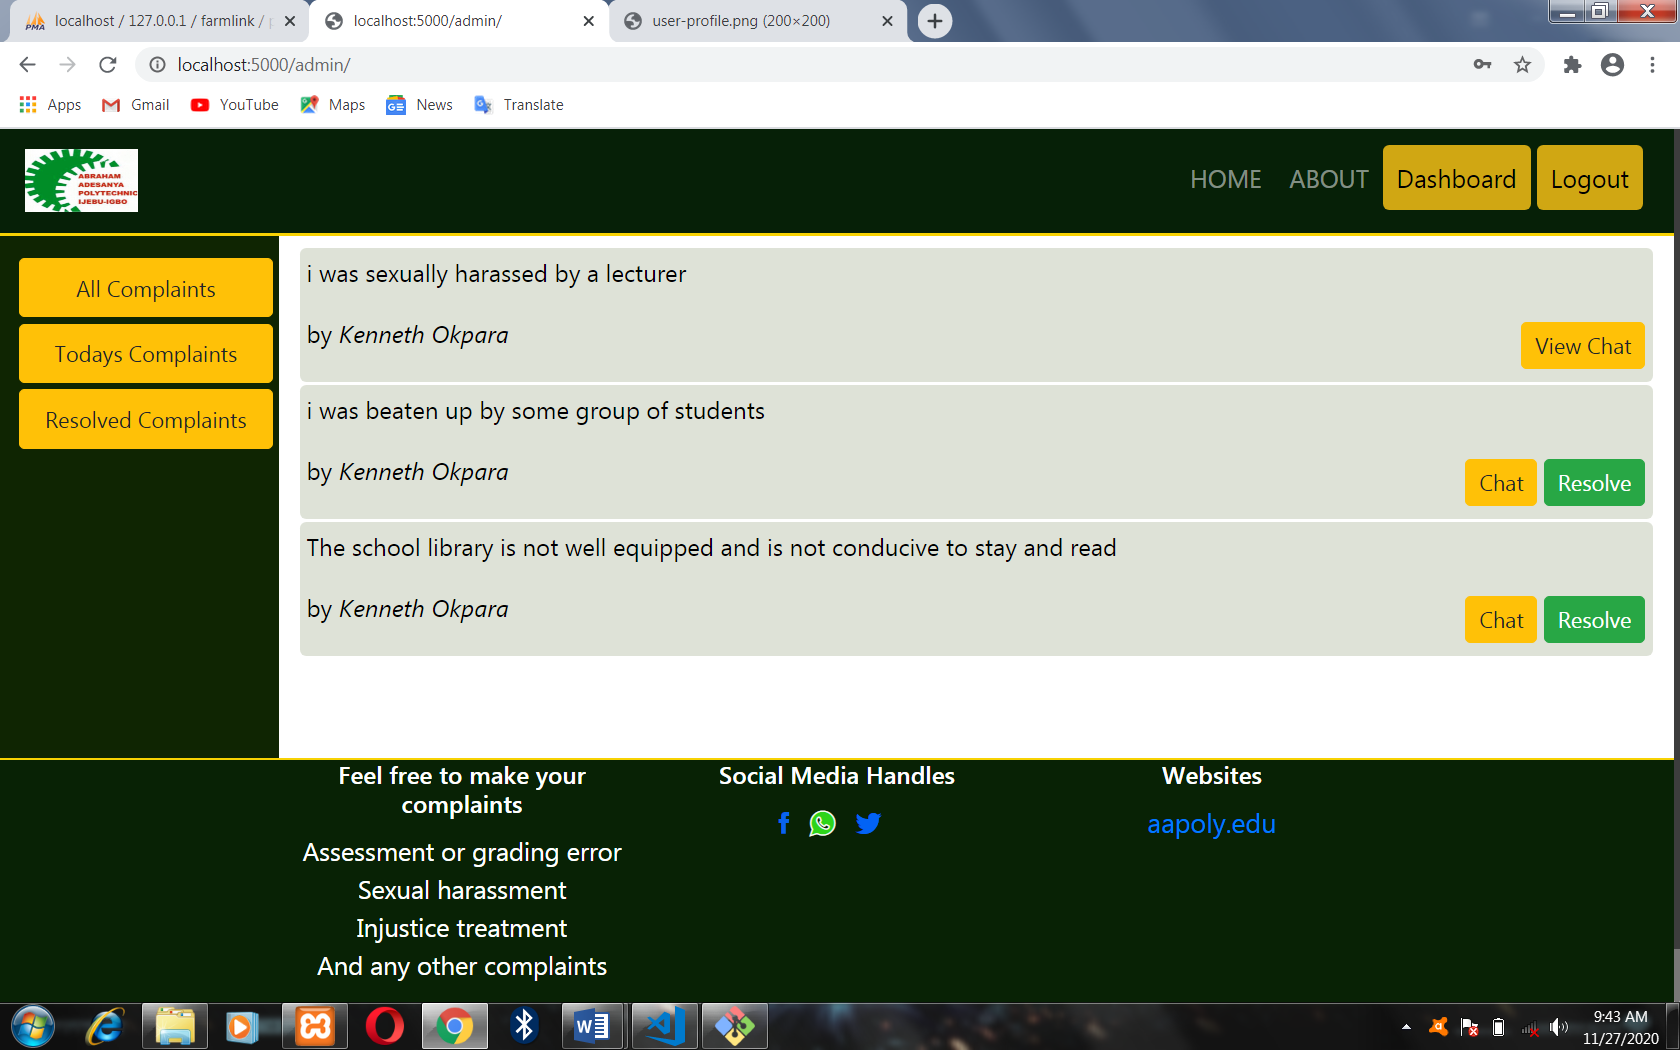 localhost / 127.0.0.1 / farmlink /
localhost:5000/admin/
user-profile.png (200×200)
localhost:5000/admin/
Apps
Gmail
YouTube
Maps
News
Translate
ABRAHAM
ADESANYA
POLYTECHNIC
IJEBU-IGBO
HOME
ABOUT
Dashboard
Logout
All Complaints
Todays Complaints
Resolved Complaints
i was sexually harassed by a lecturer
by Kenneth Okpara
View Chat
i was beaten up by some group of students
by Kenneth Okpara
Chat
Resolve
The school library is not well equipped and is not conducive to stay and read
by Kenneth Okpara
Chat
Resolve
Feel free to make your
complaints
Assessment or grading error
Sexual harassment
Injustice treatment
And any other complaints
Social Media Handles
Websites
aapoly.edu
9:43 AM
11/27/2020